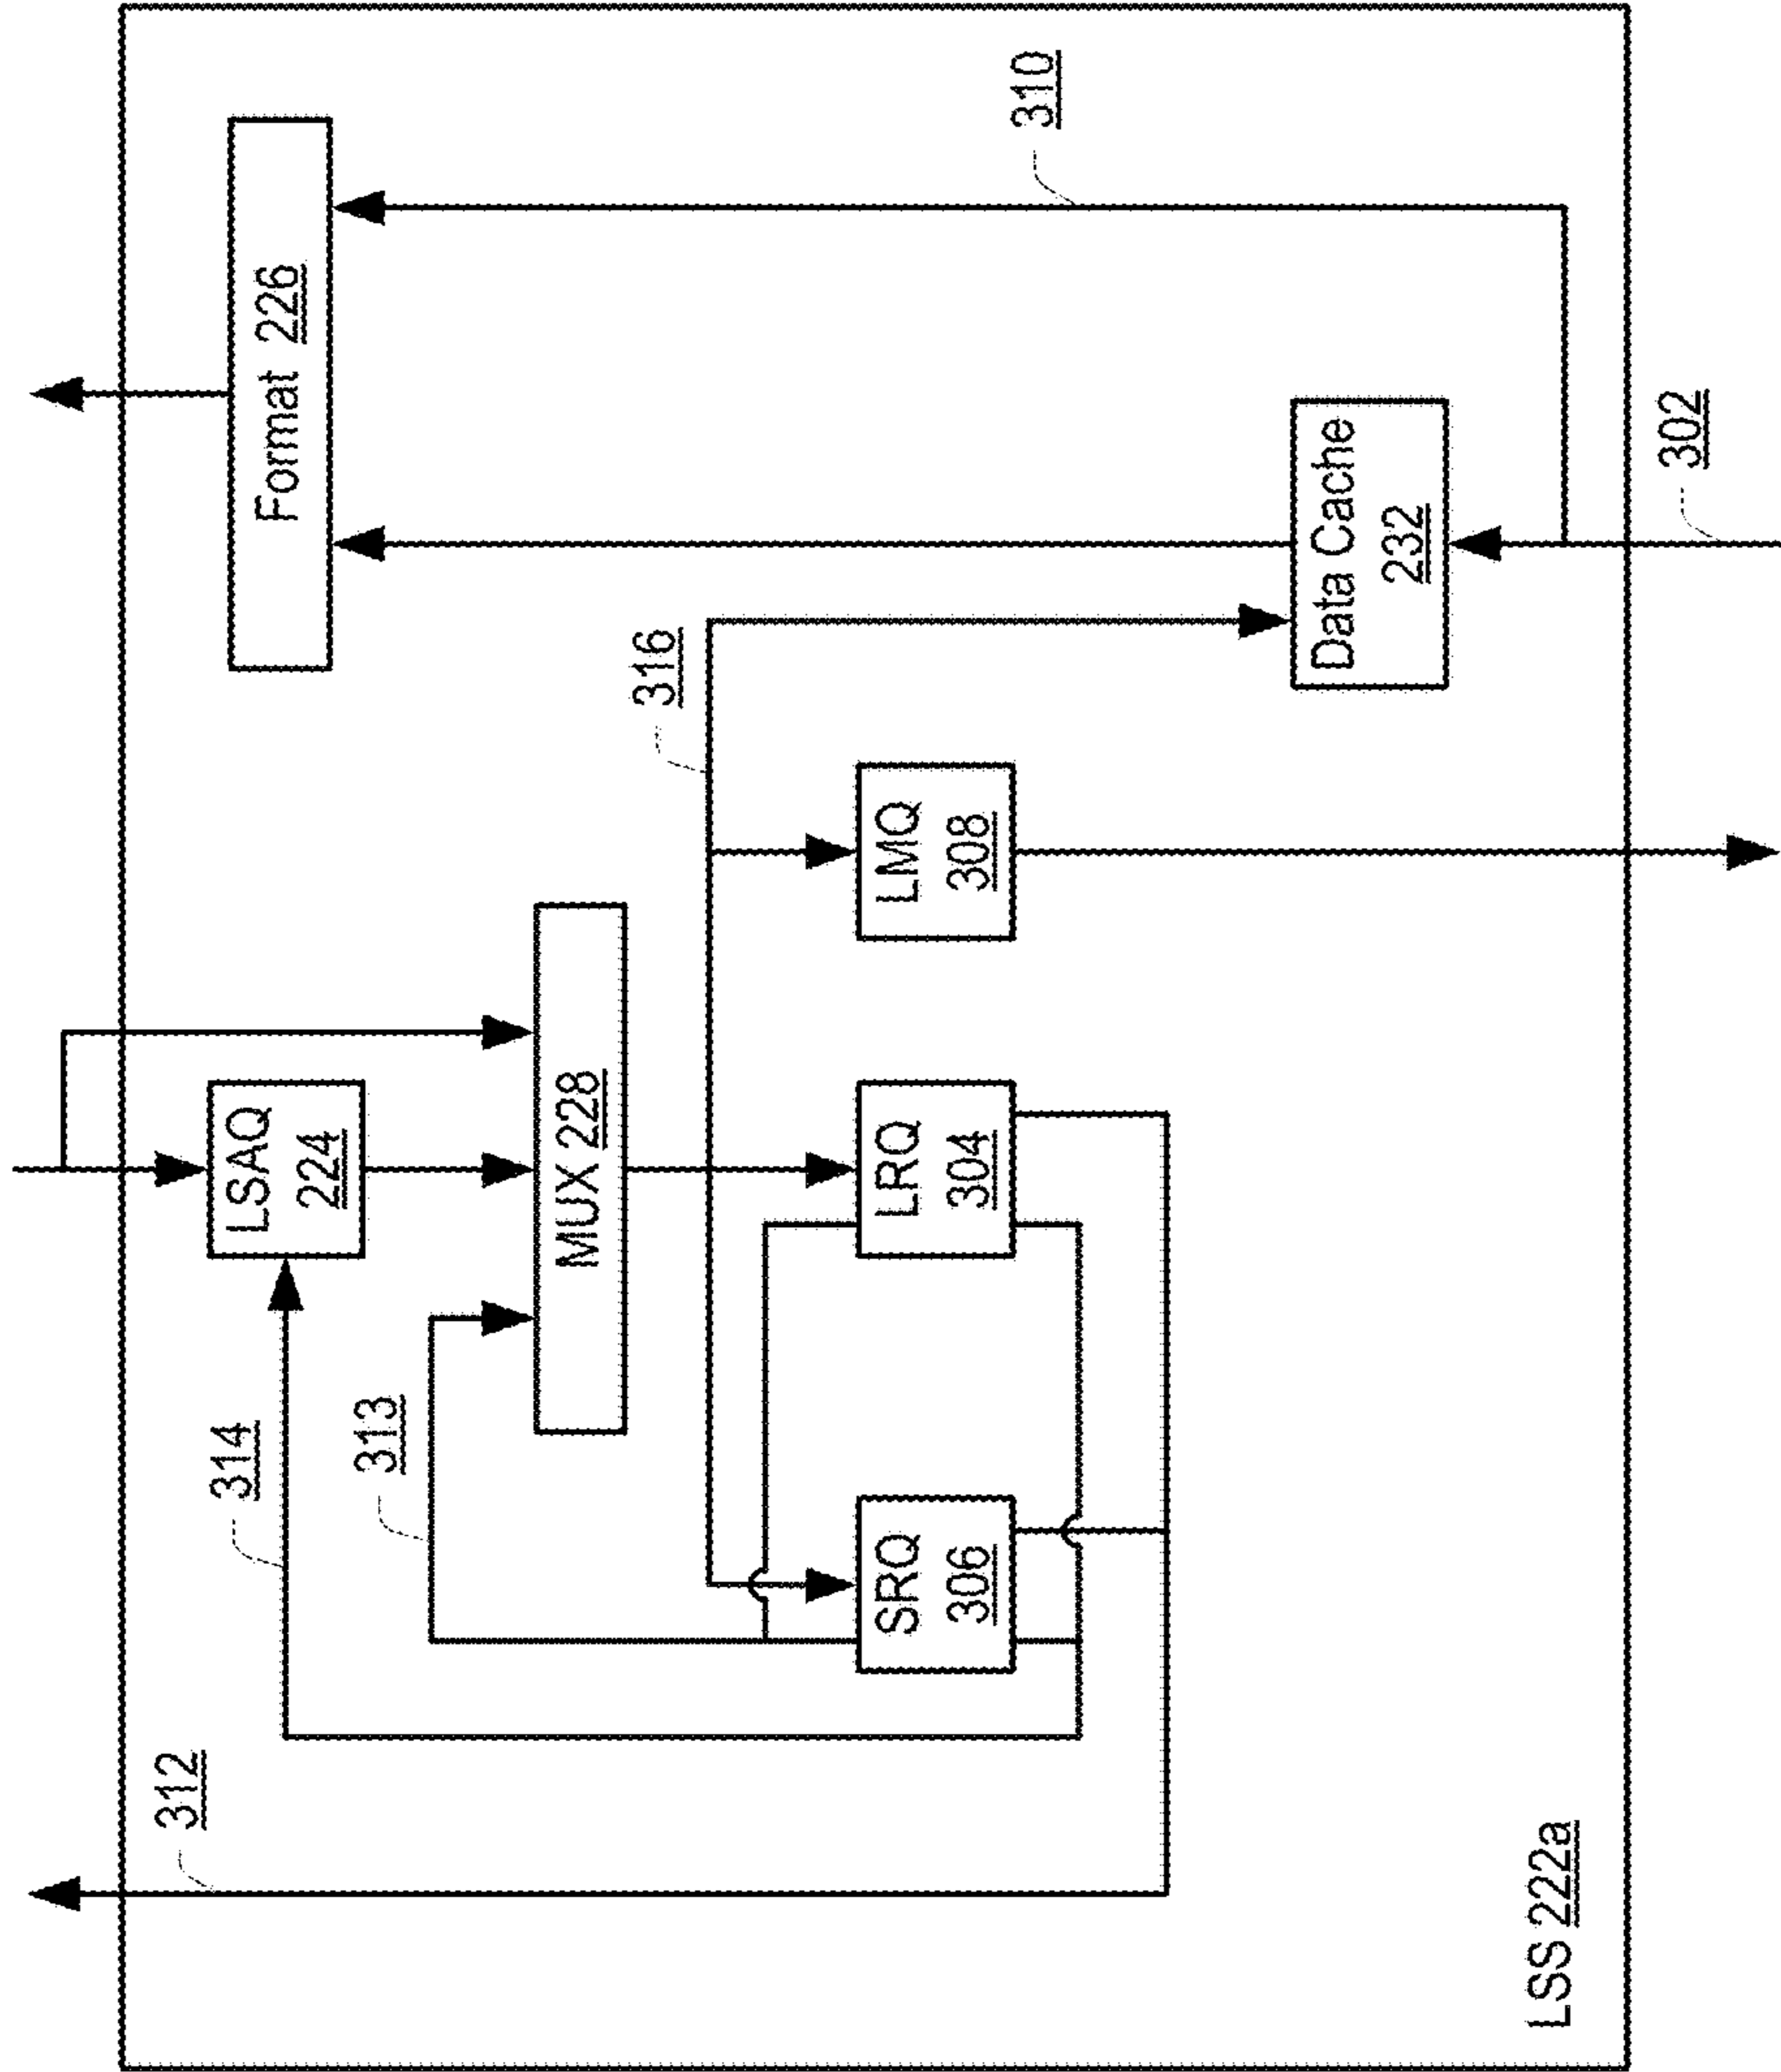 312
314
313
LSAQ
224
MUX 228
Format 226
316
310
SRQ
306
LRQ
304
LMQ
308
Data Cache
232
LSS 222a
302